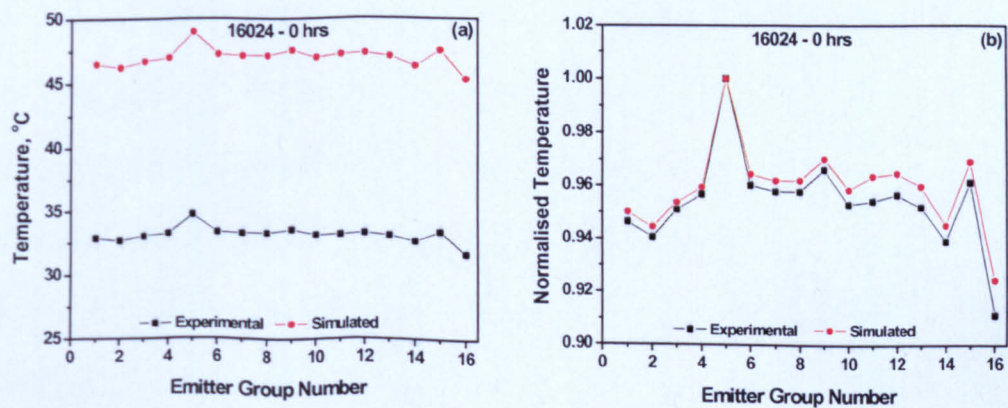 16024 - 0 hrs
(a)
50
45
40
35
30
25
Temperature, °C
Experimental
Simulated
0
2
4
6
8
10
12
14
16
Emitter Group Number
16024 - 0 hrs
(b)
1.02
1.00
0.98
0.96
0.94
0.92
0.90
Normalised Temperature
Experimental
Simulated
0
2
4
6
8
10
12
14
16
Emitter Group Number